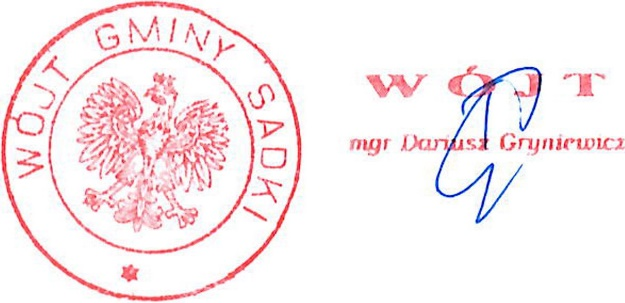 WÓJT GMINY SADKI
WÓJT
mgr Dariusz Gryniewicz